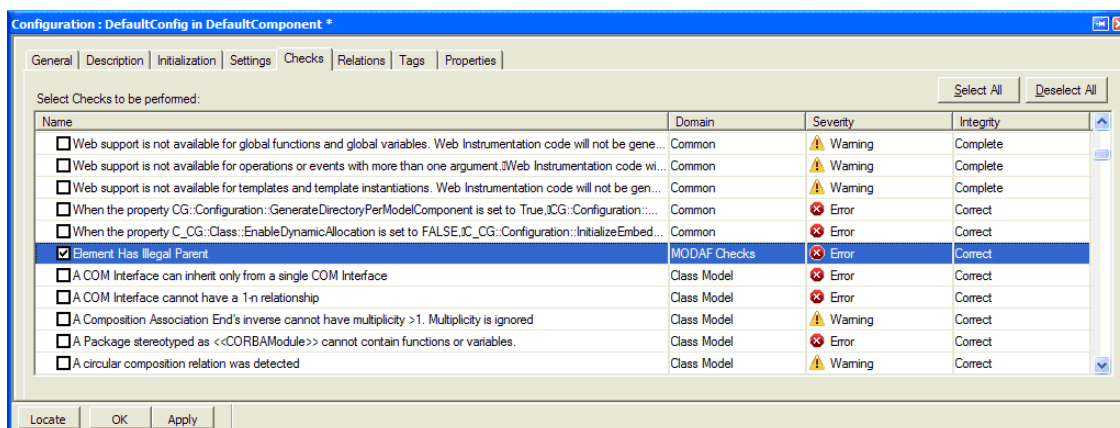 Configuration : DefaultConfig in DefaultComponent *
General Description Initialization Settings Checks Relations Tags Properties
Select All Deselect All
Select Checks to be performed:
Name Domain Severity Integrity
Web support is not available for global functions and global variables. Web Instrumentation code will not be gene... Common Warning Complete
Web support is not available for operations or events with more than one argument.▯Web Instrumentation code wi... Common Warning Complete
Web support is not available for templates and template instantiations. Web Instrumentation code will not be gen... Common Warning Complete
When the property CG::Configuration::GenerateDirectoryPerModelComponent is set to True,▯CG::Configuration::... Common Error Correct
When the property C_CG::Class::EnableDynamicAllocation is set to FALSE,▯C_CG::Configuration::InitializeEmbed... Common Error Correct
Element Has Illegal Parent MODAF Checks Error Correct
A COM Interface can inherit only from a single COM Interface Class Model Error Correct
A COM Interface cannot have a 1-n relationship Class Model Error Correct
A Composition Association End's inverse cannot have multiplicity >1. Multiplicity is ignored Class Model Warning Correct
A Package stereotyped as <<CORBAModule>> cannot contain functions or variables. Class Model Error Correct
A circular composition relation was detected Class Model Warning Correct
Locate OK Apply